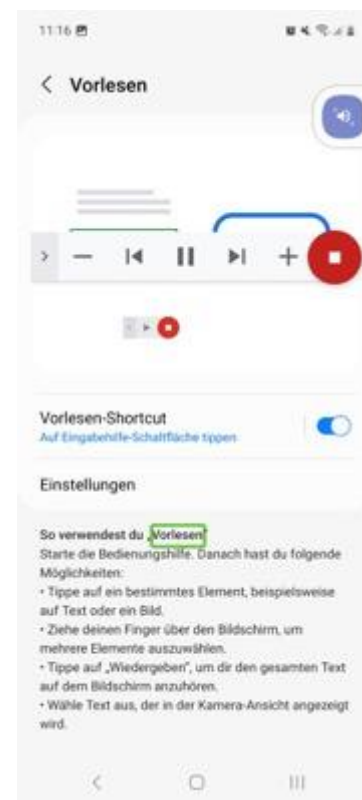 11:16
Vorlesen
Vorlesen-Shortcut
Auf Eingabehilfe-Schaltfläche tippen
Einstellungen
So verwendest du „Vorlesen“
Starte die Bedienungshilfe. Danach hast du folgende
Möglichkeiten:
• Tippe auf ein bestimmtes Element, beispielsweise
auf Text oder ein Bild.
• Ziehe deinen Finger über den Bildschirm, um
mehrere Elemente auszuwählen.
• Tippe auf „Wiedergeben“, um dir den gesamten Text
auf dem Bildschirm anzuhören.
• Wähle Text aus, der in der Kamera-Ansicht angezeigt
wird.